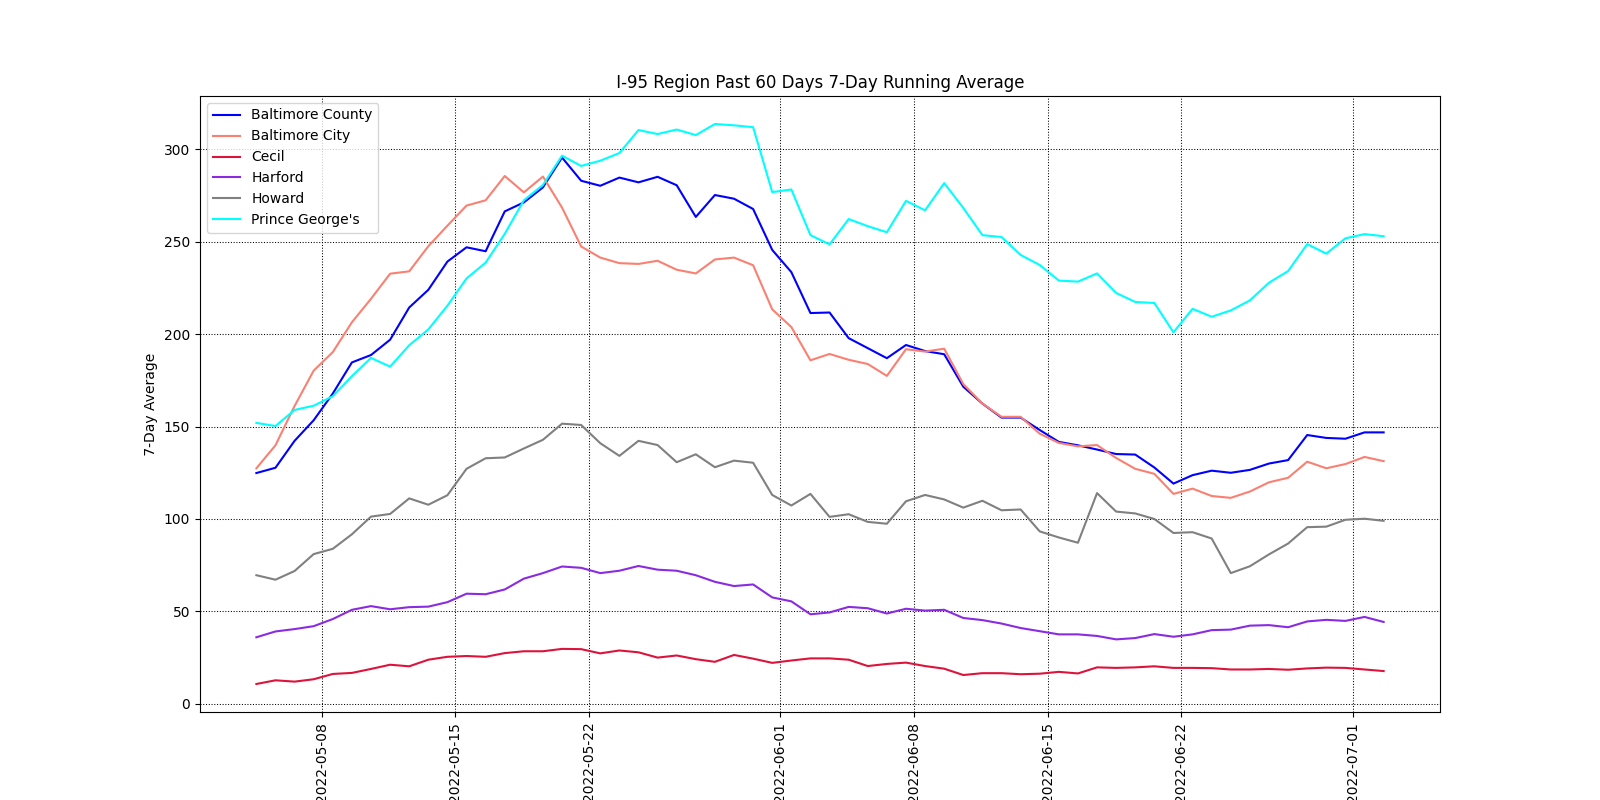 I-95 Region Past 60 Days 7-Day Running Average
Baltimore County
Baltimore City
Cecil
Harford
Howard
Prince George's
7-Day Average
300
250
200
150
100
50
0
2022-05-08
2022-05-15
2022-05-22
2022-06-01
2022-06-08
2022-06-15
2022-06-22
2022-07-01